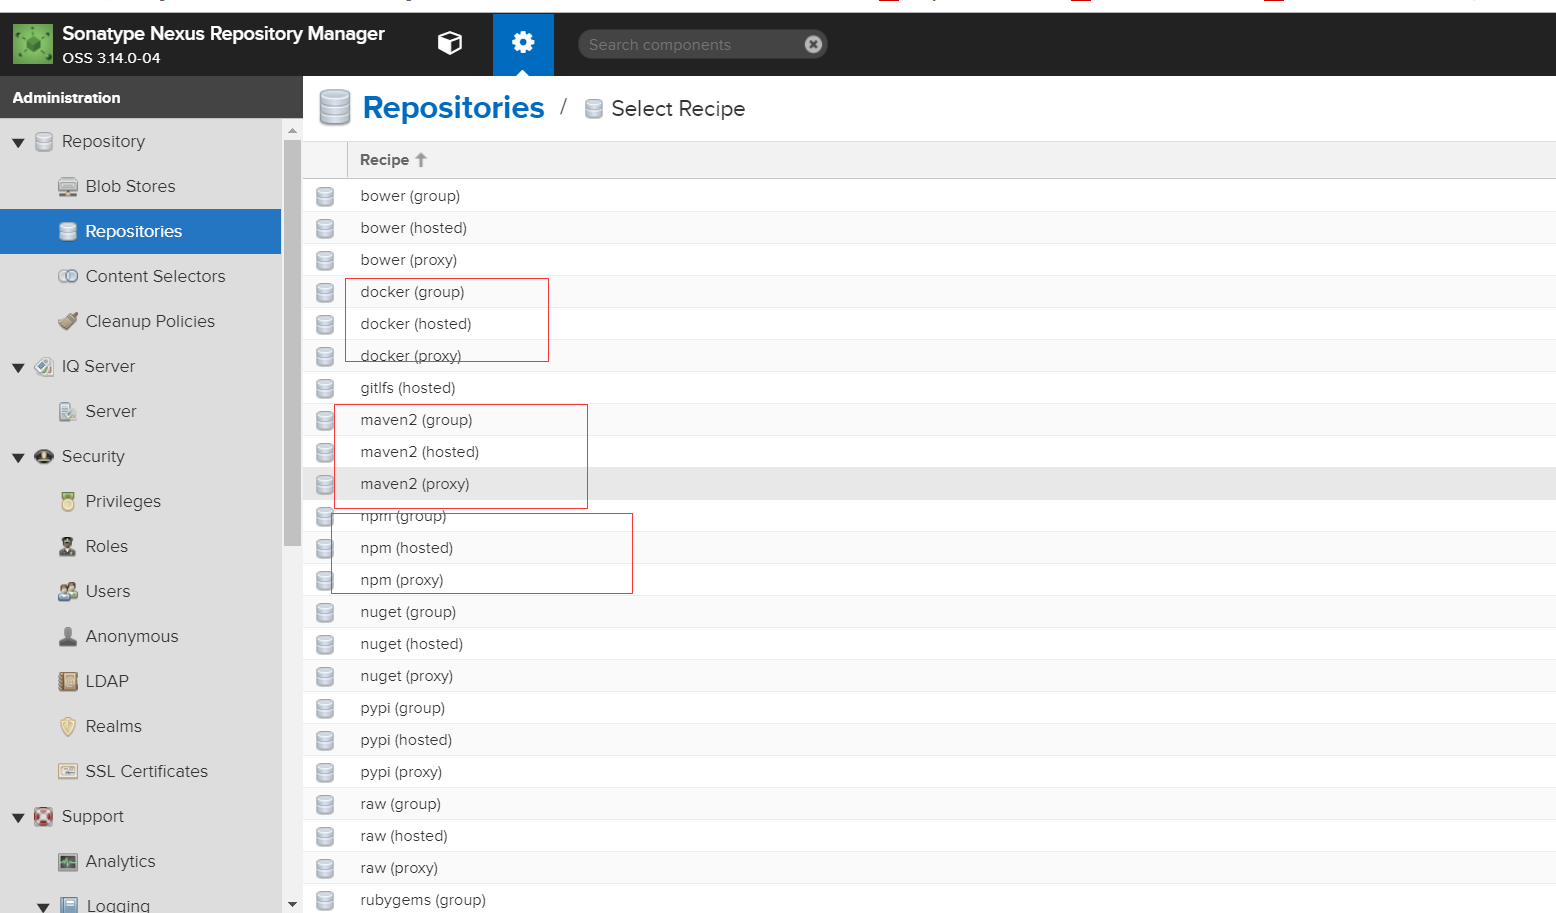 Sonatype Nexus Repository Manager
OSS 3.14.0-04
Search components
Administration
Repository
Blob Stores
Repositories
Content Selectors
Cleanup Policies
IQ Server
Server
Security
Privileges
Roles
Users
Anonymous
LDAP
Realms
SSL Certificates
Support
Analytics
Logging
Repositories / Select Recipe
Recipe
bower (group)
bower (hosted)
bower (proxy)
docker (group)
docker (hosted)
docker (proxy)
gitlfs (hosted)
maven2 (group)
maven2 (hosted)
maven2 (proxy)
npm (group)
npm (hosted)
npm (proxy)
nuget (group)
nuget (hosted)
nuget (proxy)
pypi (group)
pypi (hosted)
pypi (proxy)
raw (group)
raw (hosted)
raw (proxy)
rubygems (group)